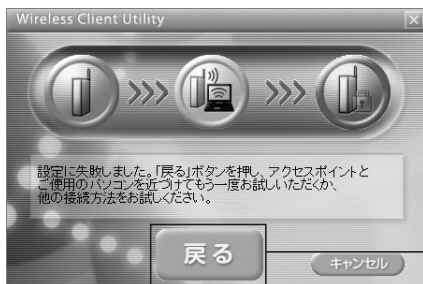 Wireless Client Utility
設定に失敗しました。「戻る」ボタンを押し、アクセスポイントと
ご使用のパソコンを近づけてもう一度お試しいただくか、
他の接続方法をお試しください。
戻る
キャンセル